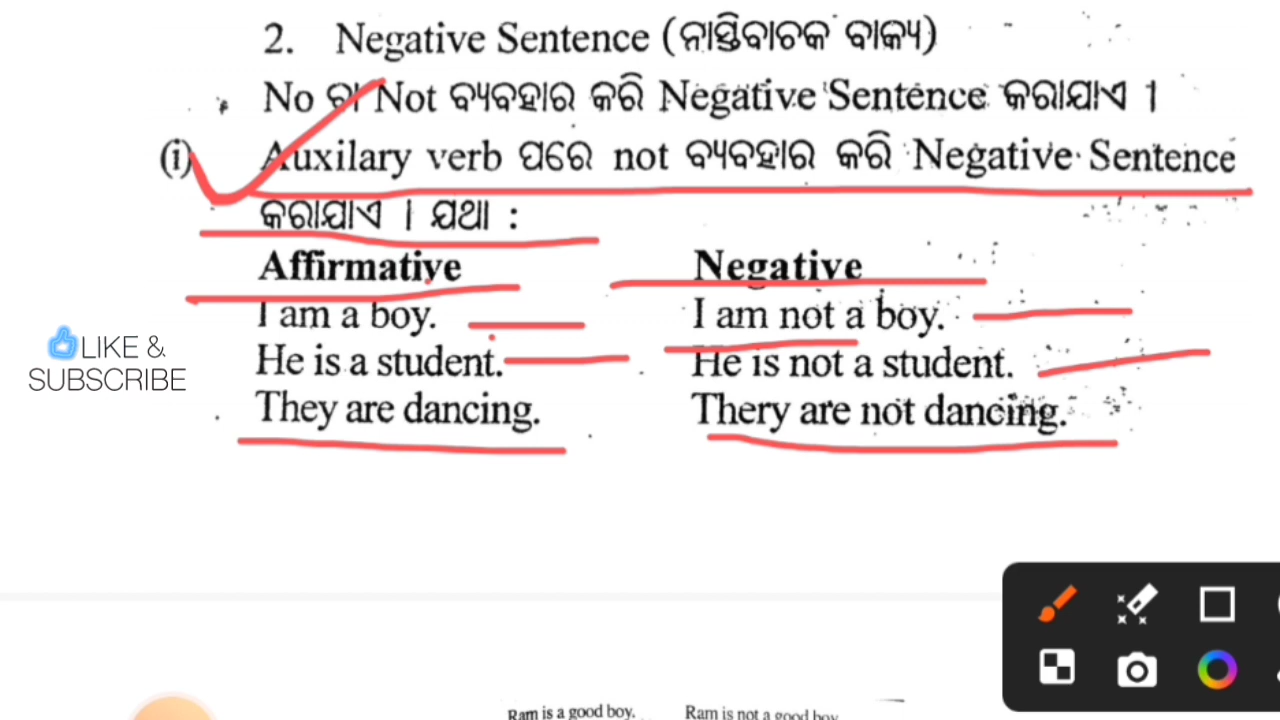 2. Negative Sentence (ନାସ୍ତିବାଚକ ବାକ୍ୟ)
No ବା Not ବ୍ୟବହାର କରି Negative Sentence କରାଯାଏ ।
(i) Auxilary verb ପରେ not ବ୍ୟବହାର କରି Negative Sentence
କରାଯାଏ । ଯଥା :
Affirmative Negative
I am a boy. I am not a boy.
He is a student. He is not a student.
They are dancing. Thery are not dancing.
LIKE &
SUBSCRIBE
Ram is a good boy. Ram is not a good boy